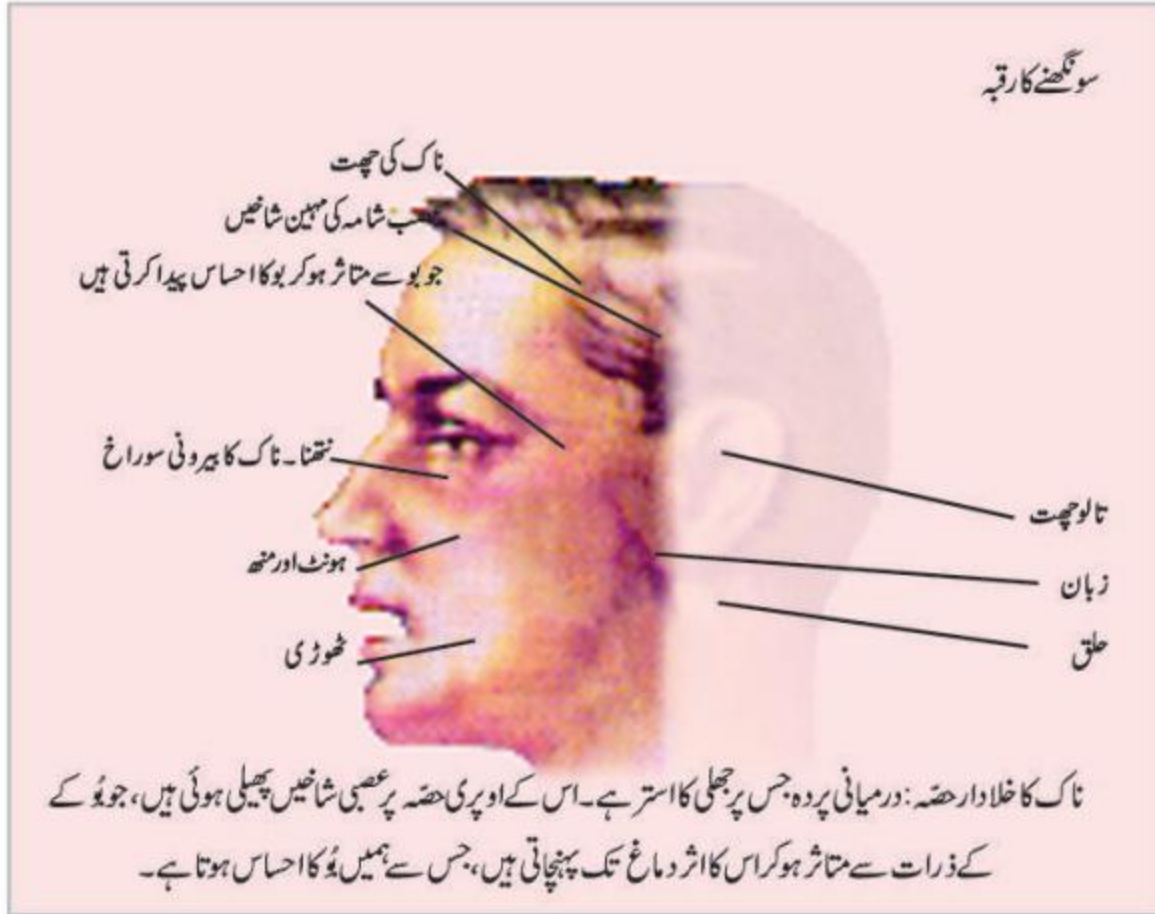 سونگھنے کا رقبہ
ناک کی چھت
شامہ کی مہین شاخیں
جو بو سے متاثر ہو کر بو کا احساس پیدا کرتی ہیں
نتھنا۔ ناک کا بیرونی سوراخ
ہونٹ اور منھ
ٹھوڑی
تالو چھت
زبان
حلق
ناک کا خلا دار حصّہ: درمیانی پردہ جس پر جھلی کا استر ہے۔ اس کے اوپری حصّہ پر عصبی شاخیں پھیلی ہوئی ہیں، جو بُو کے
کے ذرات سے متاثر ہو کر اس کا اثر دماغ تک پہنچاتی ہیں، جس سے ہمیں بُو کا احساس ہوتا ہے۔